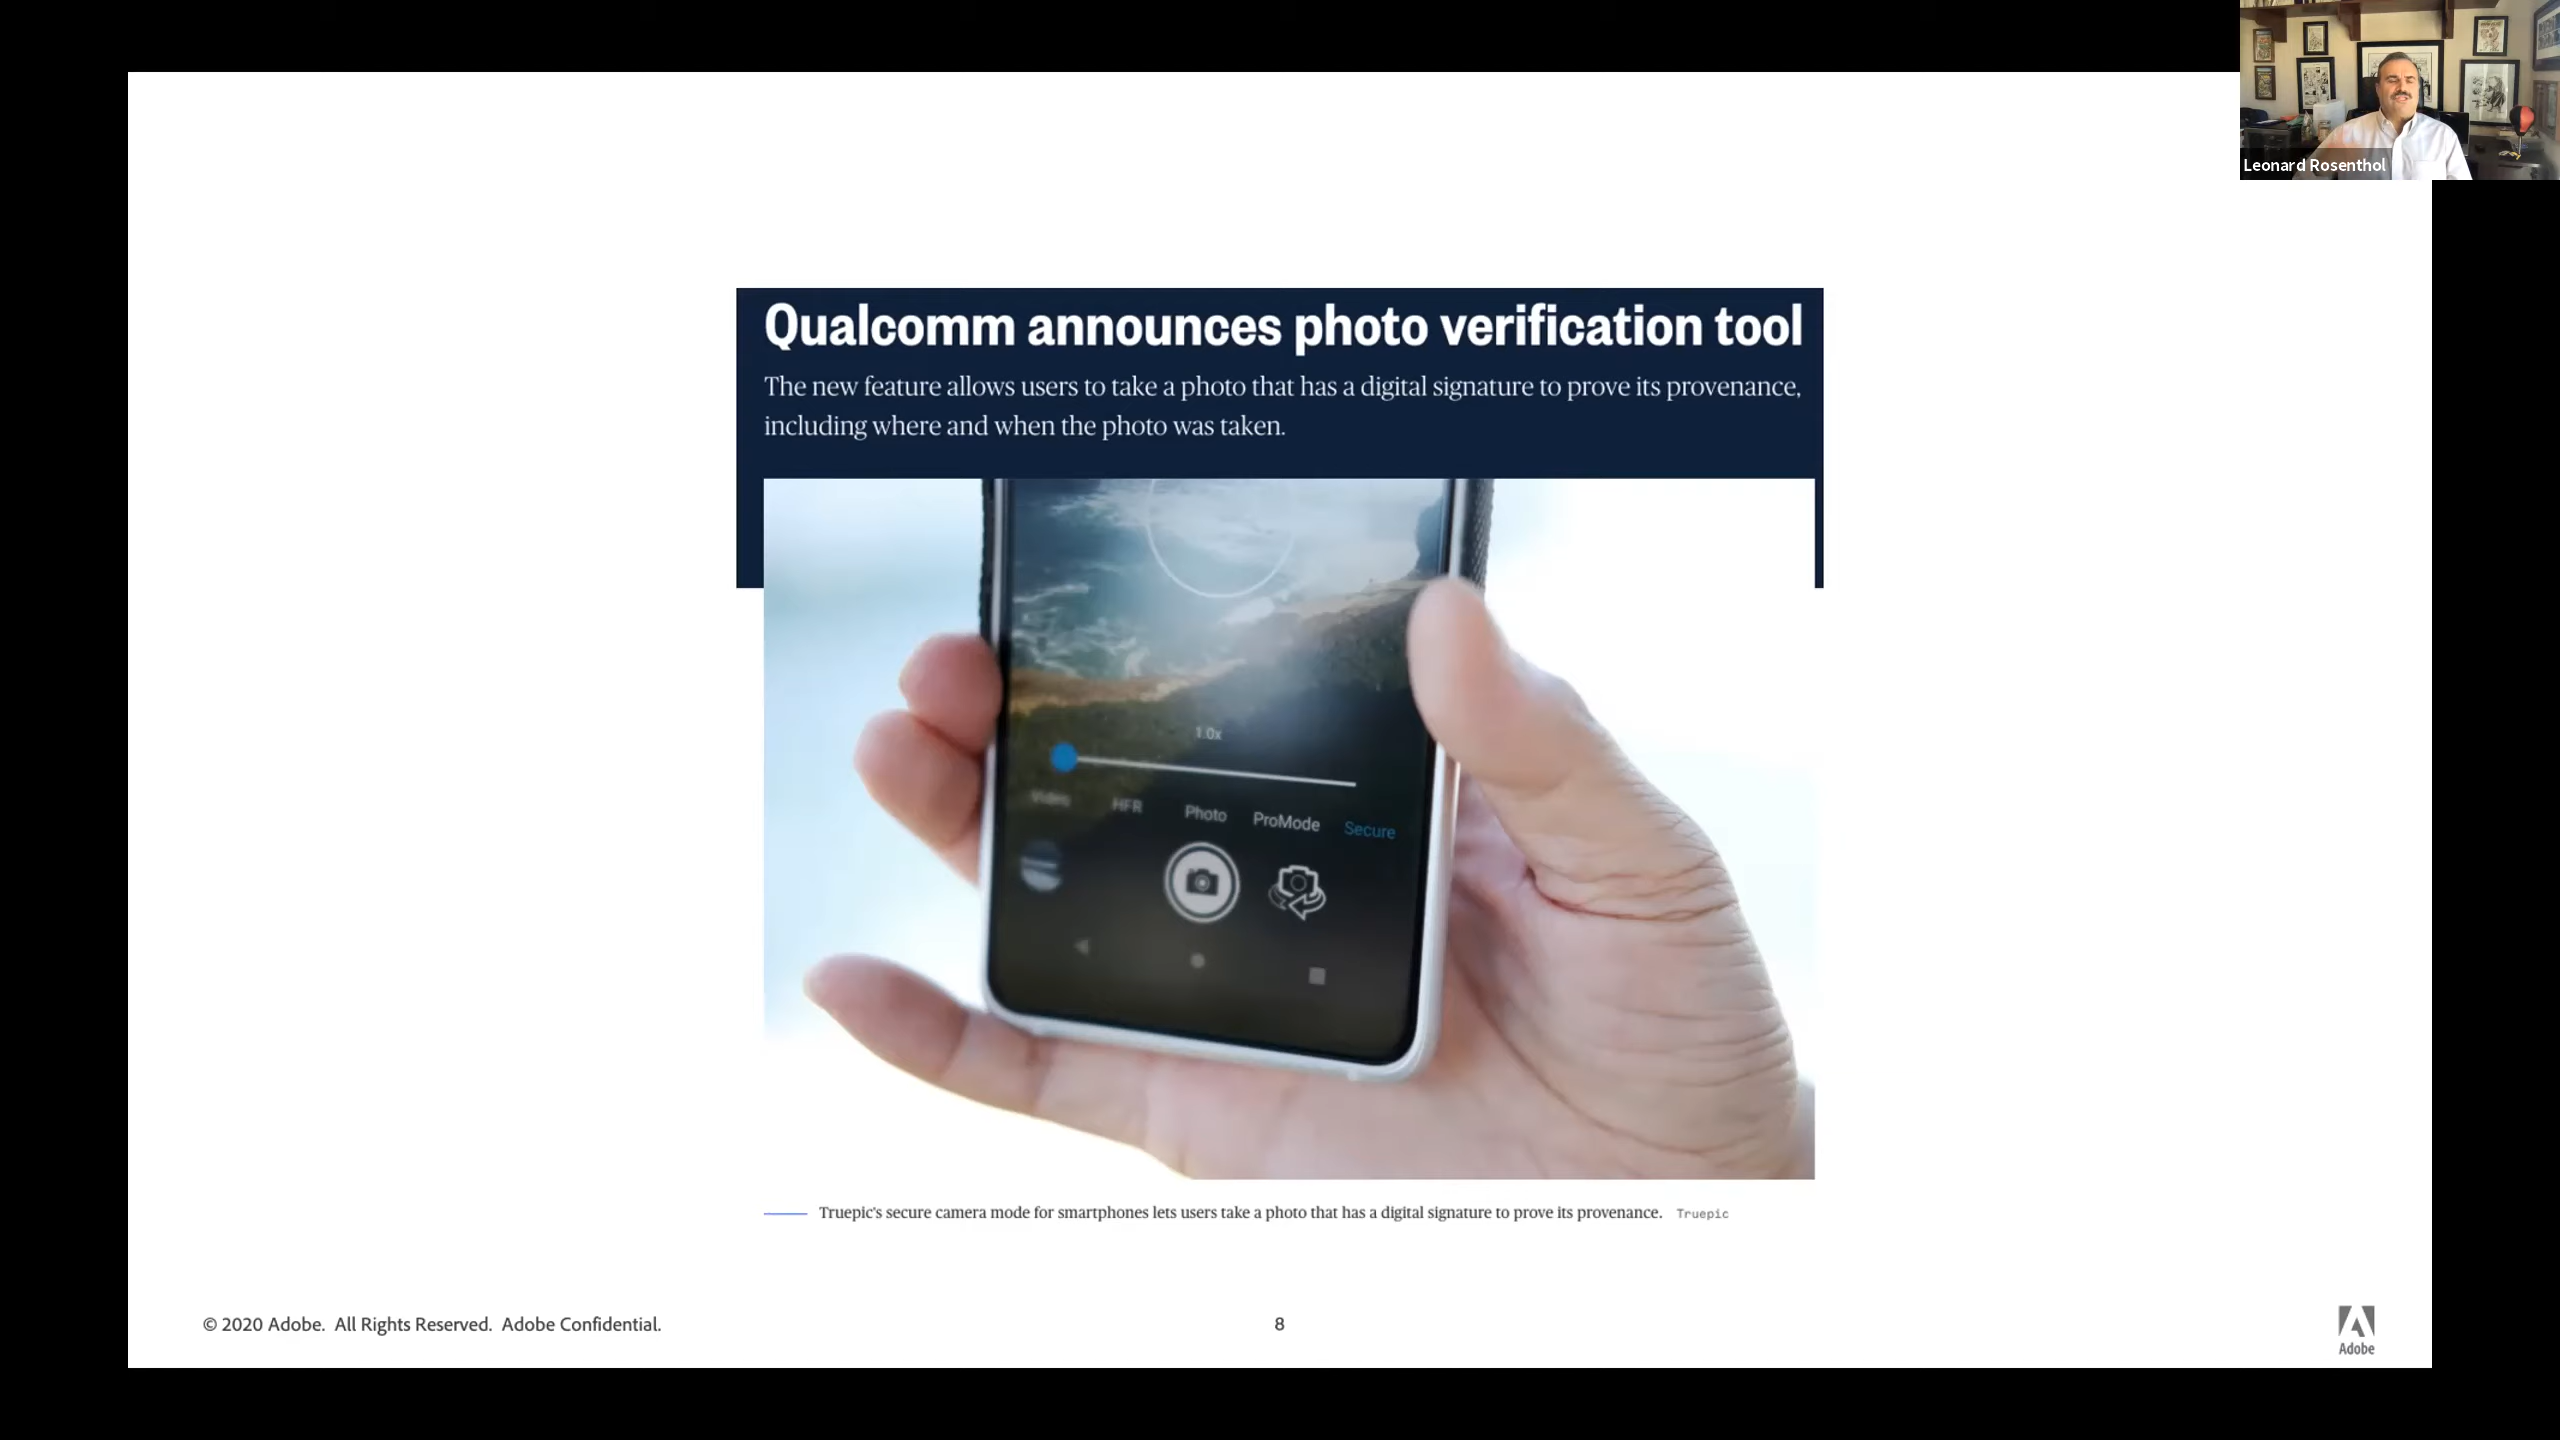 Leonard Rosenthol
Qualcomm announces photo verification tool
The new feature allows users to take a photo that has a digital signature to prove its provenance,
including where and when the photo was taken.
1.0x
Video HFR Photo ProMode Secure
Truepic's secure camera mode for smartphones lets users take a photo that has a digital signature to prove its provenance. Truepic
© 2020 Adobe. All Rights Reserved. Adobe Confidential.
8
Adobe